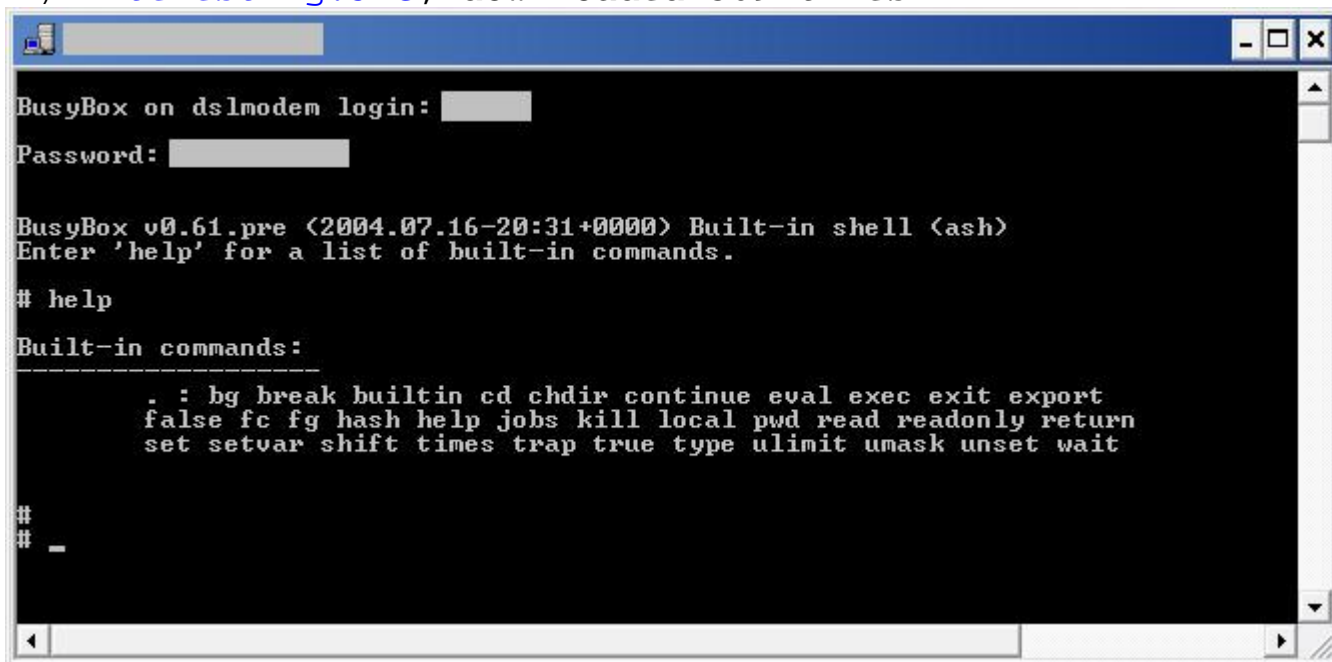 BusyBox on dslmodem login:
Password:
BusyBox v0.61.pre (2004.07.16-20:31+0000) Built-in shell (ash)
Enter 'help' for a list of built-in commands.
# help
Built-in commands:
-------------------
. : bg break builtin cd chdir continue eval exec exit export
false fc fg hash help jobs kill local pwd read readonly return
set setvar shift times trap true type ulimit umask unset wait
#
# _